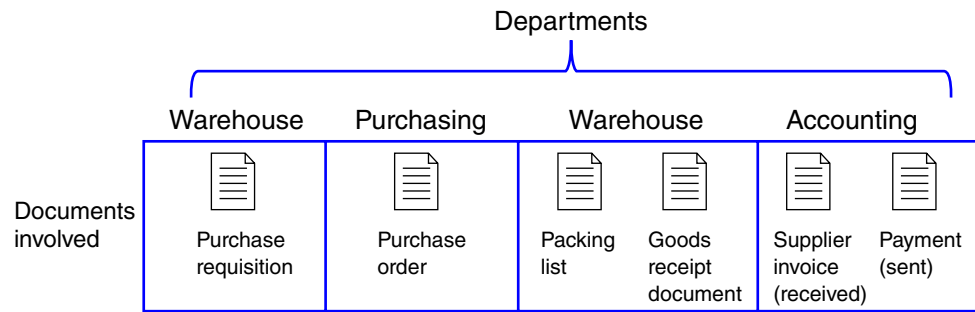 Departments
Warehouse Purchasing Warehouse Accounting
Documents
involved
Purchase
requisition
Purchase
order
Packing
list
Goods
receipt
document
Supplier
invoice
(received)
Payment
(sent)